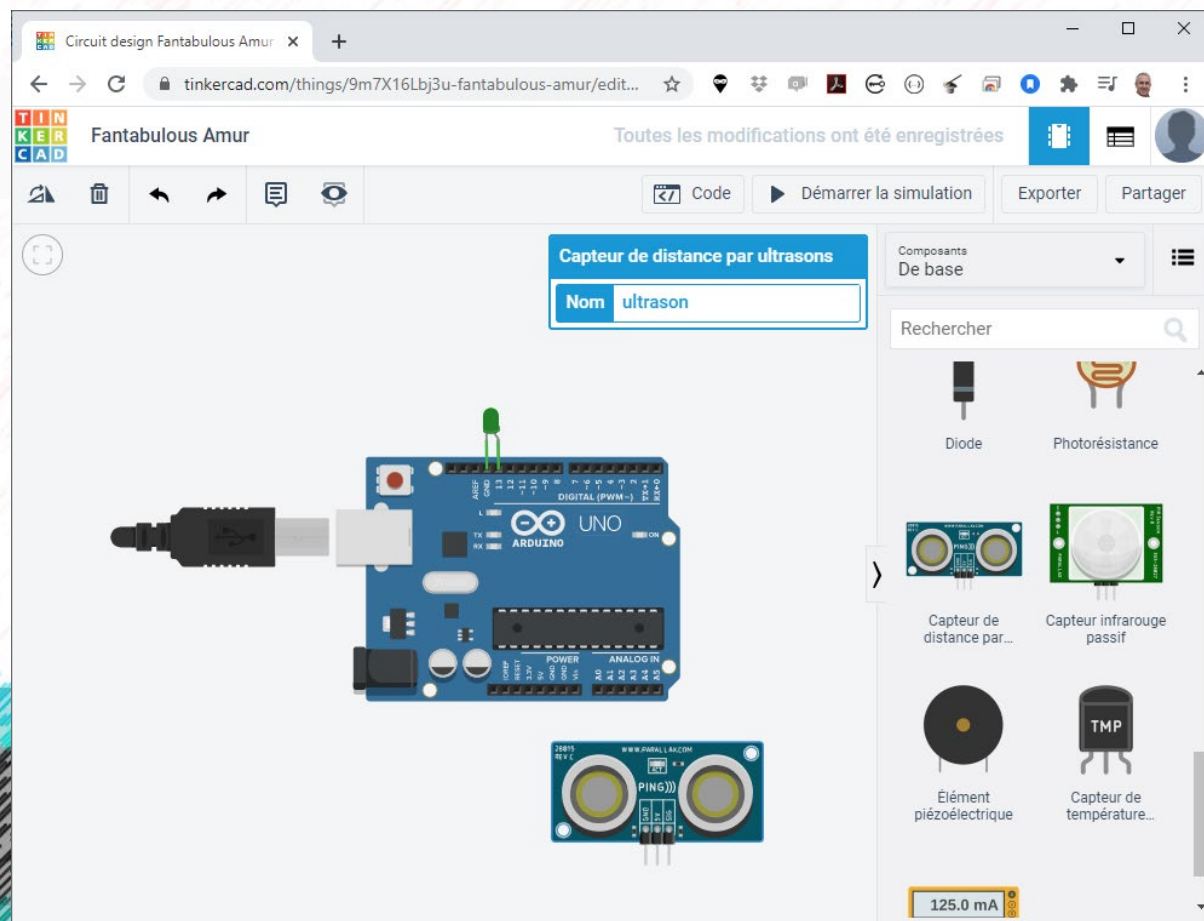 Circuit design Fantabulous Amur
tinkercad.com/things/9m7X16Lbj3u-fantabulous-amur/edit...
TIN
KER
CAD
Fantabulous Amur
Toutes les modifications ont été enregistrées
Code
Démarrer la simulation
Exporter
Partager
Capteur de distance par ultrasons
Nom ultrason
Composants
De base
Rechercher
Diode
Photorésistance
AREF GND 13 12 ~11 ~10 ~9 8 7 ~6 ~5 4 ~3 2 TX→1 RX←0
DIGITAL (PWM~)
L
TX
RX
UNO
ARDUINO
ON
POWER
ANALOG IN
IOREF RESET 3.3V 5V GND GND Vin A0 A1 A2 A3 A4 A5
PING)))
Capteur de
distance par...
Capteur infrarouge
passif
28015
REV C
WWW.PARALLAX.COM
ACT
PING)))
GND 5V SIG
TMP
Élément
piézoélectrique
Capteur de
température...
125.0 mA